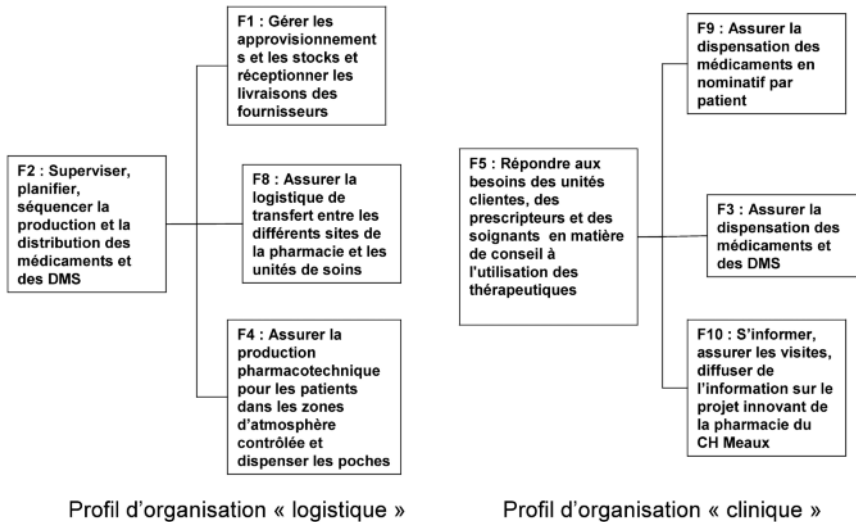 F1 : Gérer les
approvisionnement
s et les stocks et
réceptionner les
livraisons des
fournisseurs
F2 : Superviser,
planifier,
séquencer la
production et la
distribution des
médicaments et
des DMS
F8 : Assurer la
logistique de
transfert entre les
différents sites de
la pharmacie et les
unités de soins
F4 : Assurer la
production
pharmacotechnique
pour les patients
dans les zones
d'atmosphère
contrôlée et
dispenser les poches
Profil d'organisation « logistique »
F9 : Assurer la
dispensation des
médicaments en
nominatif par
patient
F5 : Répondre aux
besoins des unités
clientes, des
prescripteurs et des
soignants en matière
de conseil à
l'utilisation des
thérapeutiques
F3 : Assurer la
dispensation des
médicaments et
des DMS
F10 : S'informer,
assurer les visites,
diffuser de
l'information sur le
projet innovant de
la pharmacie du
CH Meaux
Profil d'organisation « clinique »